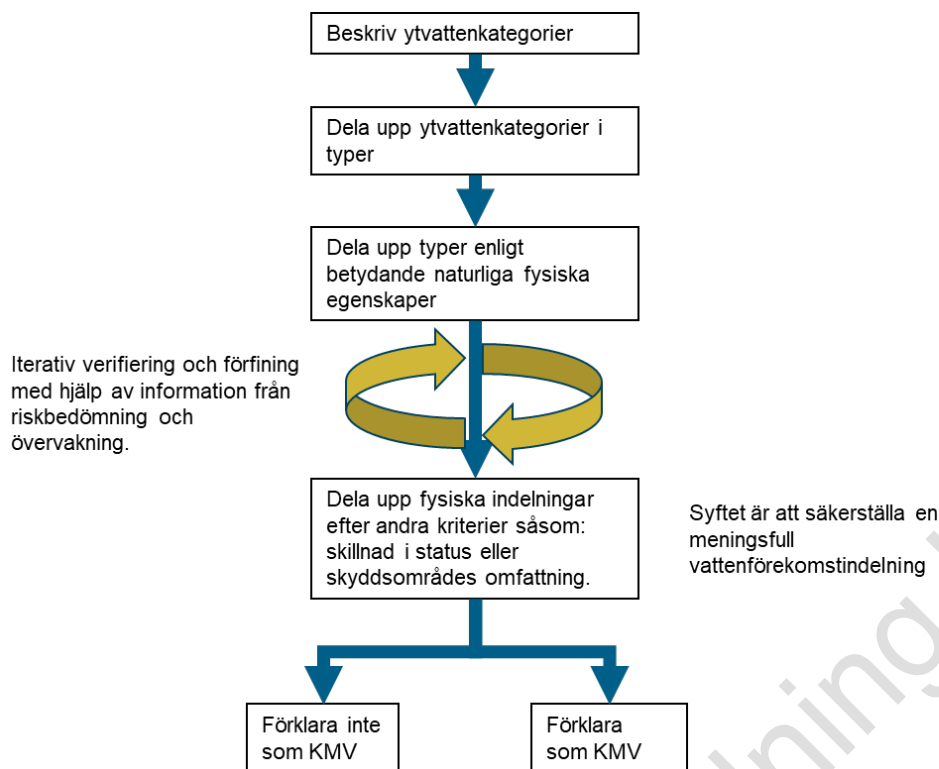 Beskriv ytvattenkategorier
Dela upp ytvattenkategorier i
typer
Dela upp typer enligt
betydande naturliga fysiska
egenskaper
Iterativ verifiering och förfining
med hjälp av information från
riskbedömning och
övervakning.
Dela upp fysiska indelningar
efter andra kriterier såsom:
skillnad i status eller
skyddsområdes omfattning.
Syftet är att säkerställa en
meningsfull
vattenförekomstindelning
Förklara inte
som KMV
Förklara
som KMV